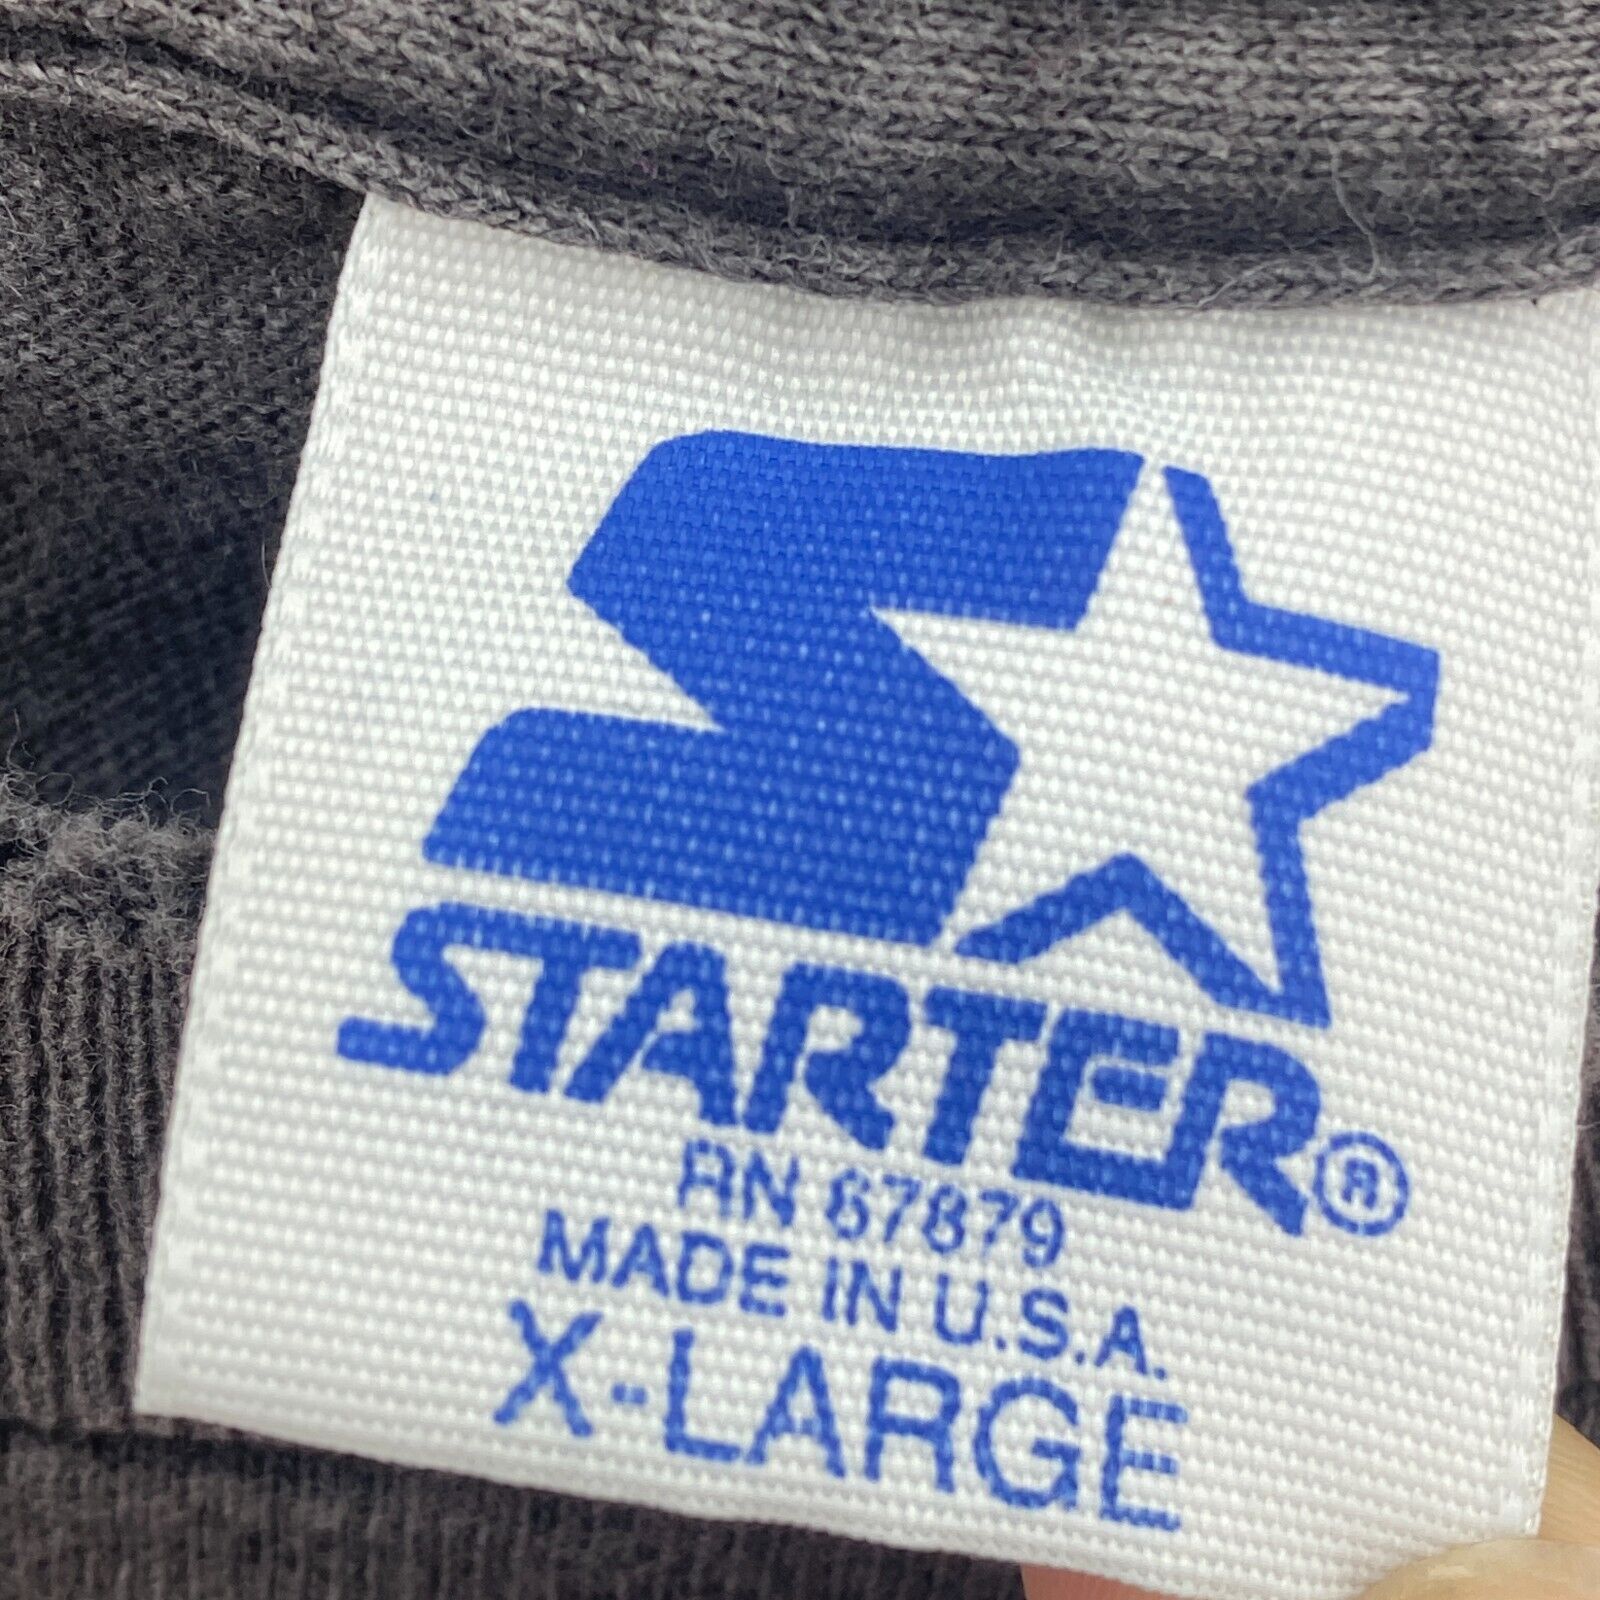 STARTER®
RN 67879
MADE IN U.S.A.
X-LARGE